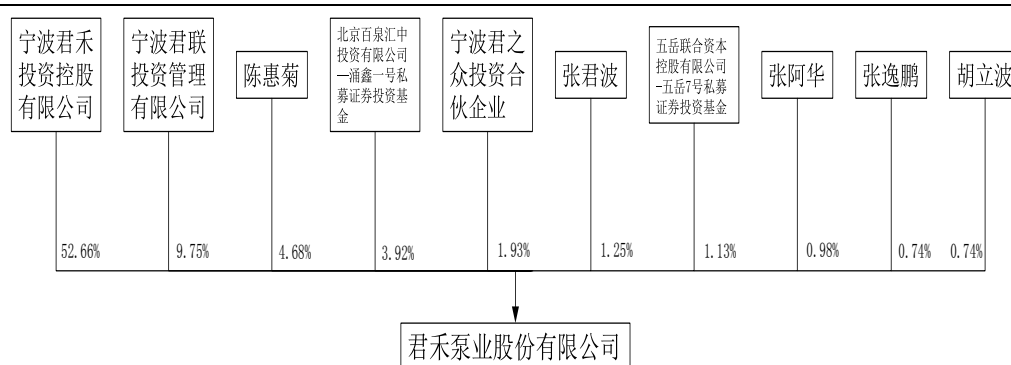 宁波君禾
投资控股
有限公司
宁波君联
投资管理
有限公司
陈惠菊
北京百泉汇中
投资有限公司
—涌鑫一号私
募证券投资基
金
宁波君之
众投资合
伙企业
张君波
五岳联合资本
控股有限公司
-五岳7号私募
证券投资基金
张阿华
张逸鹏
胡立波
52.66%
9.75%
4.68%
3.92%
1.93%
1.25%
1.13%
0.98%
0.74%
0.74%
君禾泵业股份有限公司